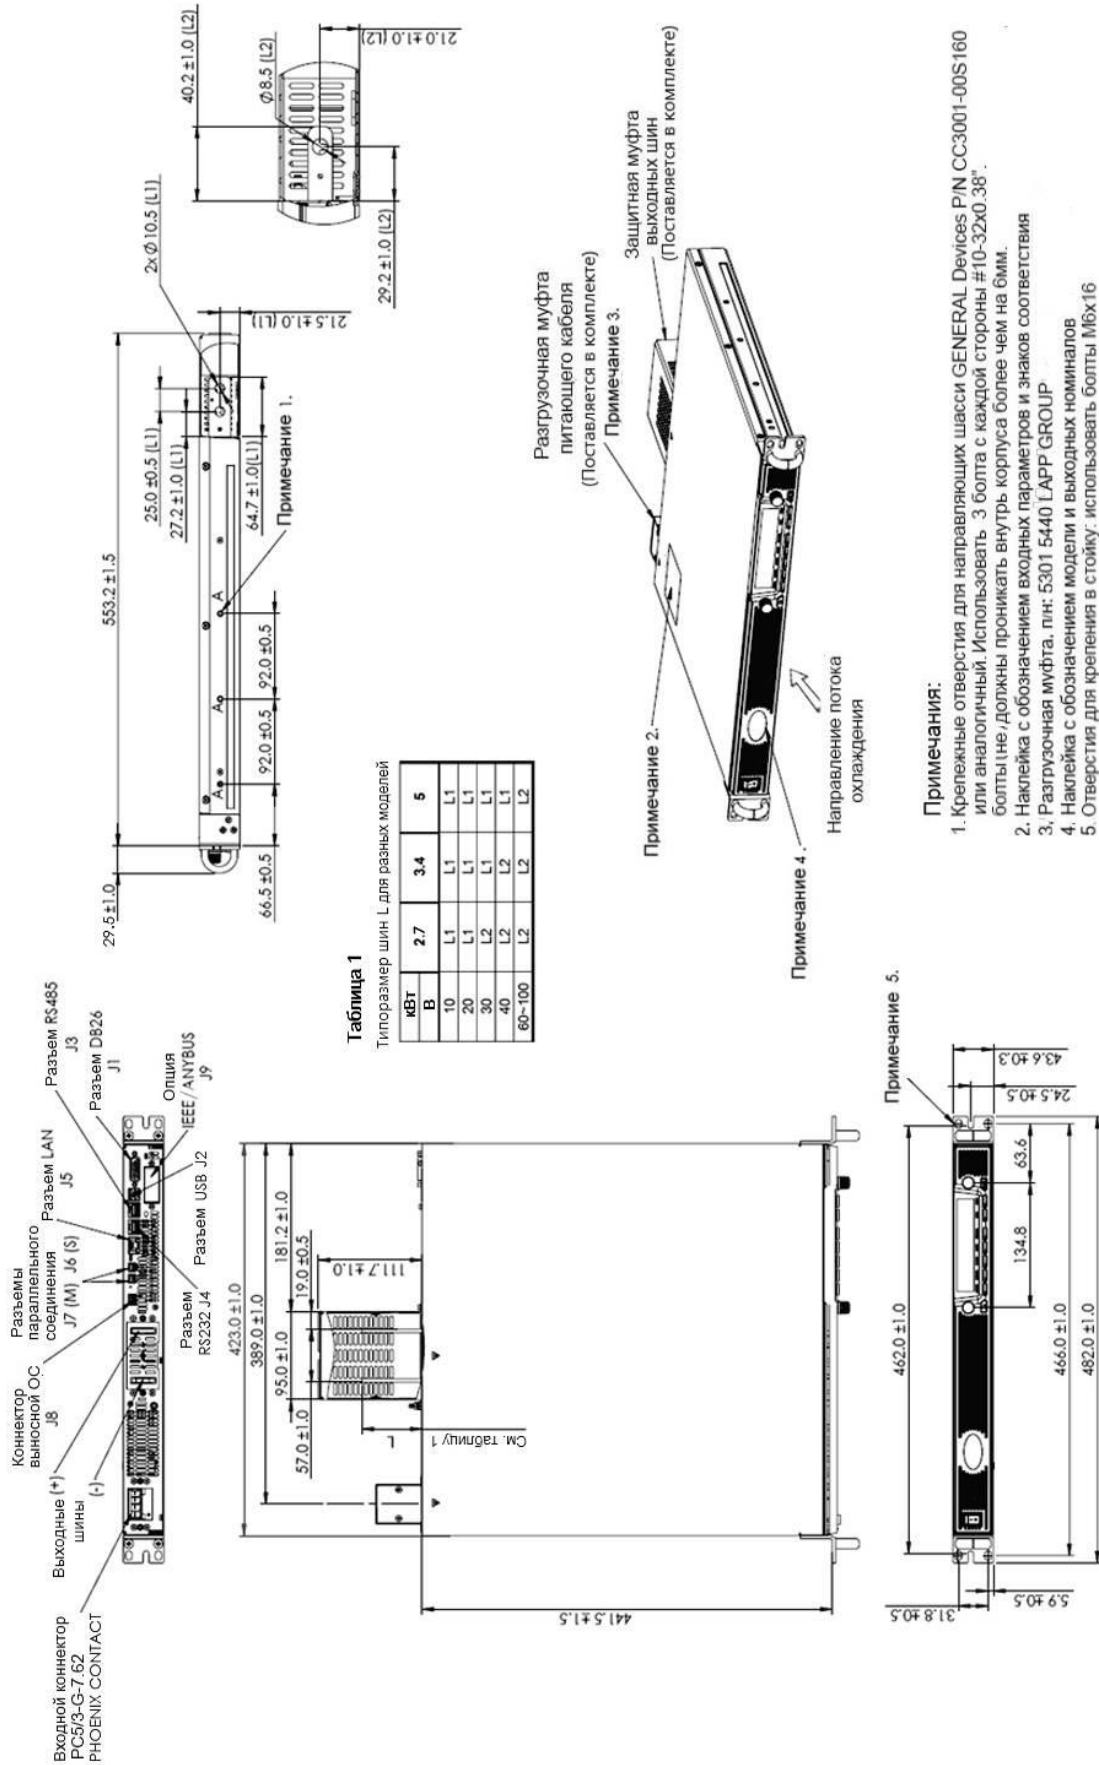 Входной коннектор
PC5/3-G-7.62
PHOENIX CONTACT
Выходные (+)
шины
(-)
Коннектор
выносной ОС
J8
Разъемы
параллельного
соединения
J7 (M) J6 (S)
Разъем LAN
J5
Разъем RS485
J3
Разъем DB26
J1
Опция
IEEE / ANYBUS
J9
Разъем USB J2
Разъем
RS232 J4
29.5±1.0
553.2 ±1.5
66.5 ±0.5
92.0 ±0.5
92.0 ±0.5
A
A
A
25.0 ±0.5 (L1)
27.2 ±1.0 (L1)
64.7 ±1.0(L1)
2x Ø 10.5 (L1)
21.5±1.0 (L1)
Примечание 1.
40.2 ±1.0 (L2)
Ø8.5 (L2)
29.2 ±1.0 (L2)
21.0 ±1.0 (L2)
423.0 ±1.0
389.0 ±1.0
181.2 ±1.0
95.0 ±1.0
19.0 ±0.5
57.0 ±1.0
111.7 ±1.0
L
См. таблицу 1
441.5 ±1.5
Таблица 1
Типоразмер шин L для разных моделей
кВт 2.7 3.4 5
В
10 L1 L1 L1
20 L1 L1 L1
30 L2 L1 L1
40 L2 L2 L1
60~100 L2 L2 L2
Разгрузочная муфта
питающего кабеля
(Поставляется в комплекте)
Примечание 3.
Защитная муфта
выходных шин
(Поставляется в комплекте)
Примечание 2.
Примечание 4.
Направление потока
охлаждения
462.0 ±1.0
466.0 ±1.0
482.0 ±1.0
134.8
63.6
31.8 ±0.5
5.9 ±0.5
24.5 ±0.5
43.6 ±0.3
Примечание 5.
Примечания:
1. Крепежные отверстия для направляющих шасси GENERAL Devices P/N CC3001-00S160
или аналогичный. Использовать 3 болта с каждой стороны #10-32x0.38".
болты не должны проникать внутрь корпуса более чем на 6мм.
2. Наклейка с обозначением входных параметров и знаков соответствия
3. Разгрузочная муфта, п/н: 5301 5440 LAPP GROUP
4. Наклейка с обозначением модели и выходных номиналов
5. Отверстия для крепления в стойку: использовать болты М6х16